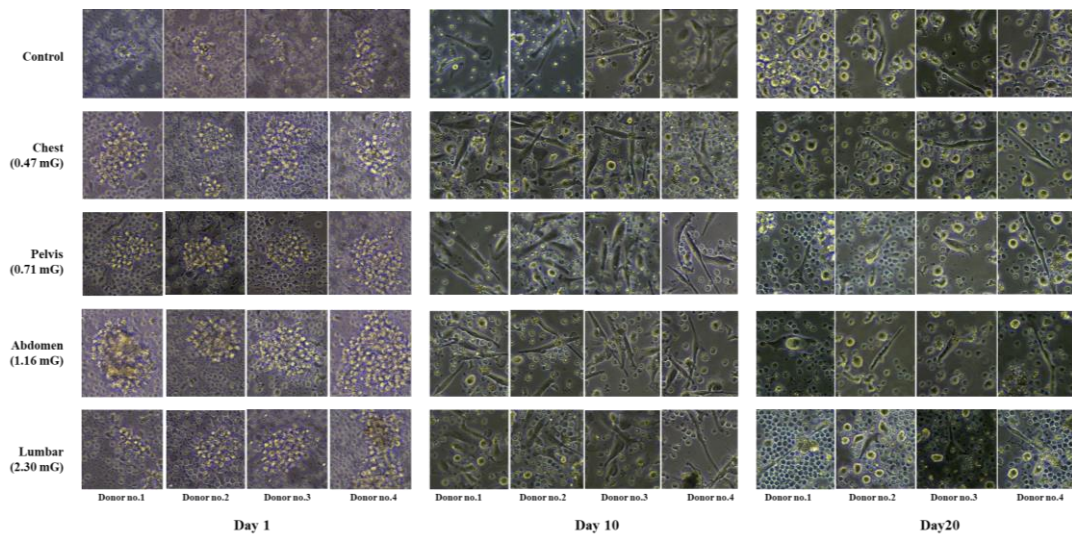 Control
Chest
(0.47 mG)
Pelvis
(0.71 mG)
Abdomen
(1.16 mG)
Lumbar
(2.30 mG)
Donor no.1 Donor no.2 Donor no.3 Donor no.4 Donor no.1 Donor no.2 Donor no.3 Donor no.4 Donor no.1 Donor no.2 Donor no.3 Donor no.4
Day 1 Day 10 Day20